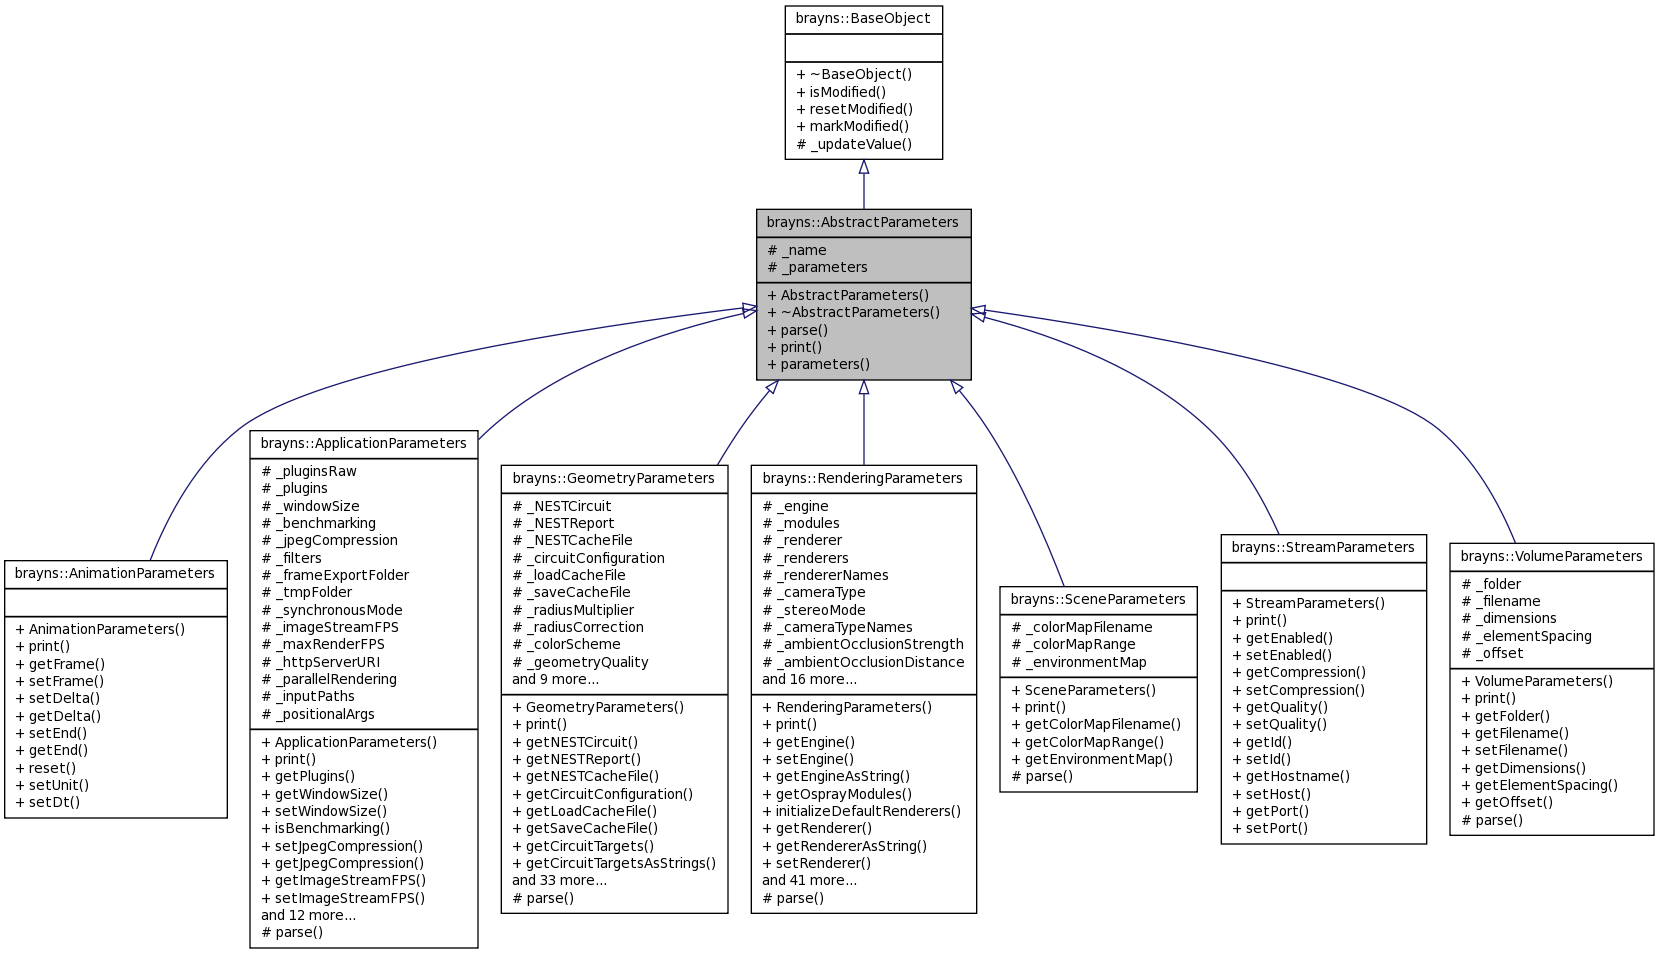 brayns::BaseObject
+ ~BaseObject()
+ isModified()
+ resetModified()
+ markModified()
# _updateValue()
brayns::AbstractParameters
# _name
# _parameters
+ AbstractParameters()
+ ~AbstractParameters()
+ parse()
+ print()
+ parameters()
brayns::AnimationParameters
+ AnimationParameters()
+ print()
+ getFrame()
+ setFrame()
+ setDelta()
+ getDelta()
+ setEnd()
+ getEnd()
+ reset()
+ setUnit()
+ setDt()
brayns::ApplicationParameters
# _pluginsRaw
# _plugins
# _windowSize
# _benchmarking
# _jpegCompression
# _filters
# _frameExportFolder
# _tmpFolder
# _synchronousMode
# _imageStreamFPS
# _maxRenderFPS
# _httpServerURI
# _parallelRendering
# _inputPaths
# _positionalArgs
+ ApplicationParameters()
+ print()
+ getPlugins()
+ getWindowSize()
+ setWindowSize()
+ isBenchmarking()
+ setJpegCompression()
+ getJpegCompression()
+ getImageStreamFPS()
+ setImageStreamFPS()
and 12 more...
# parse()
brayns::GeometryParameters
# _NESTCircuit
# _NESTReport
# _NESTCacheFile
# _circuitConfiguration
# _loadCacheFile
# _saveCacheFile
# _radiusMultiplier
# _radiusCorrection
# _colorScheme
# _geometryQuality
and 9 more...
+ GeometryParameters()
+ print()
+ getNESTCircuit()
+ getNESTReport()
+ getNESTCacheFile()
+ getCircuitConfiguration()
+ getLoadCacheFile()
+ getSaveCacheFile()
+ getCircuitTargets()
+ getCircuitTargetsAsStrings()
and 33 more...
# parse()
brayns::RenderingParameters
# _engine
# _modules
# _renderer
# _renderers
# _rendererNames
# _cameraType
# _stereoMode
# _cameraTypeNames
# _ambientOcclusionStrength
# _ambientOcclusionDistance
and 16 more...
+ RenderingParameters()
+ print()
+ getEngine()
+ setEngine()
+ getEngineAsString()
+ getOsprayModules()
+ initializeDefaultRenderers()
+ getRenderer()
+ getRendererAsString()
+ setRenderer()
and 41 more...
# parse()
brayns::SceneParameters
# _colorMapFilename
# _colorMapRange
# _environmentMap
+ SceneParameters()
+ print()
+ getColorMapFilename()
+ getColorMapRange()
+ getEnvironmentMap()
# parse()
brayns::StreamParameters
+ StreamParameters()
+ print()
+ getEnabled()
+ setEnabled()
+ getCompression()
+ setCompression()
+ getQuality()
+ setQuality()
+ getId()
+ setId()
+ getHostname()
+ setHost()
+ getPort()
+ setPort()
brayns::VolumeParameters
# _folder
# _filename
# _dimensions
# _elementSpacing
# _offset
+ VolumeParameters()
+ print()
+ getFolder()
+ getFilename()
+ setFilename()
+ getDimensions()
+ getElementSpacing()
+ getOffset()
# parse()